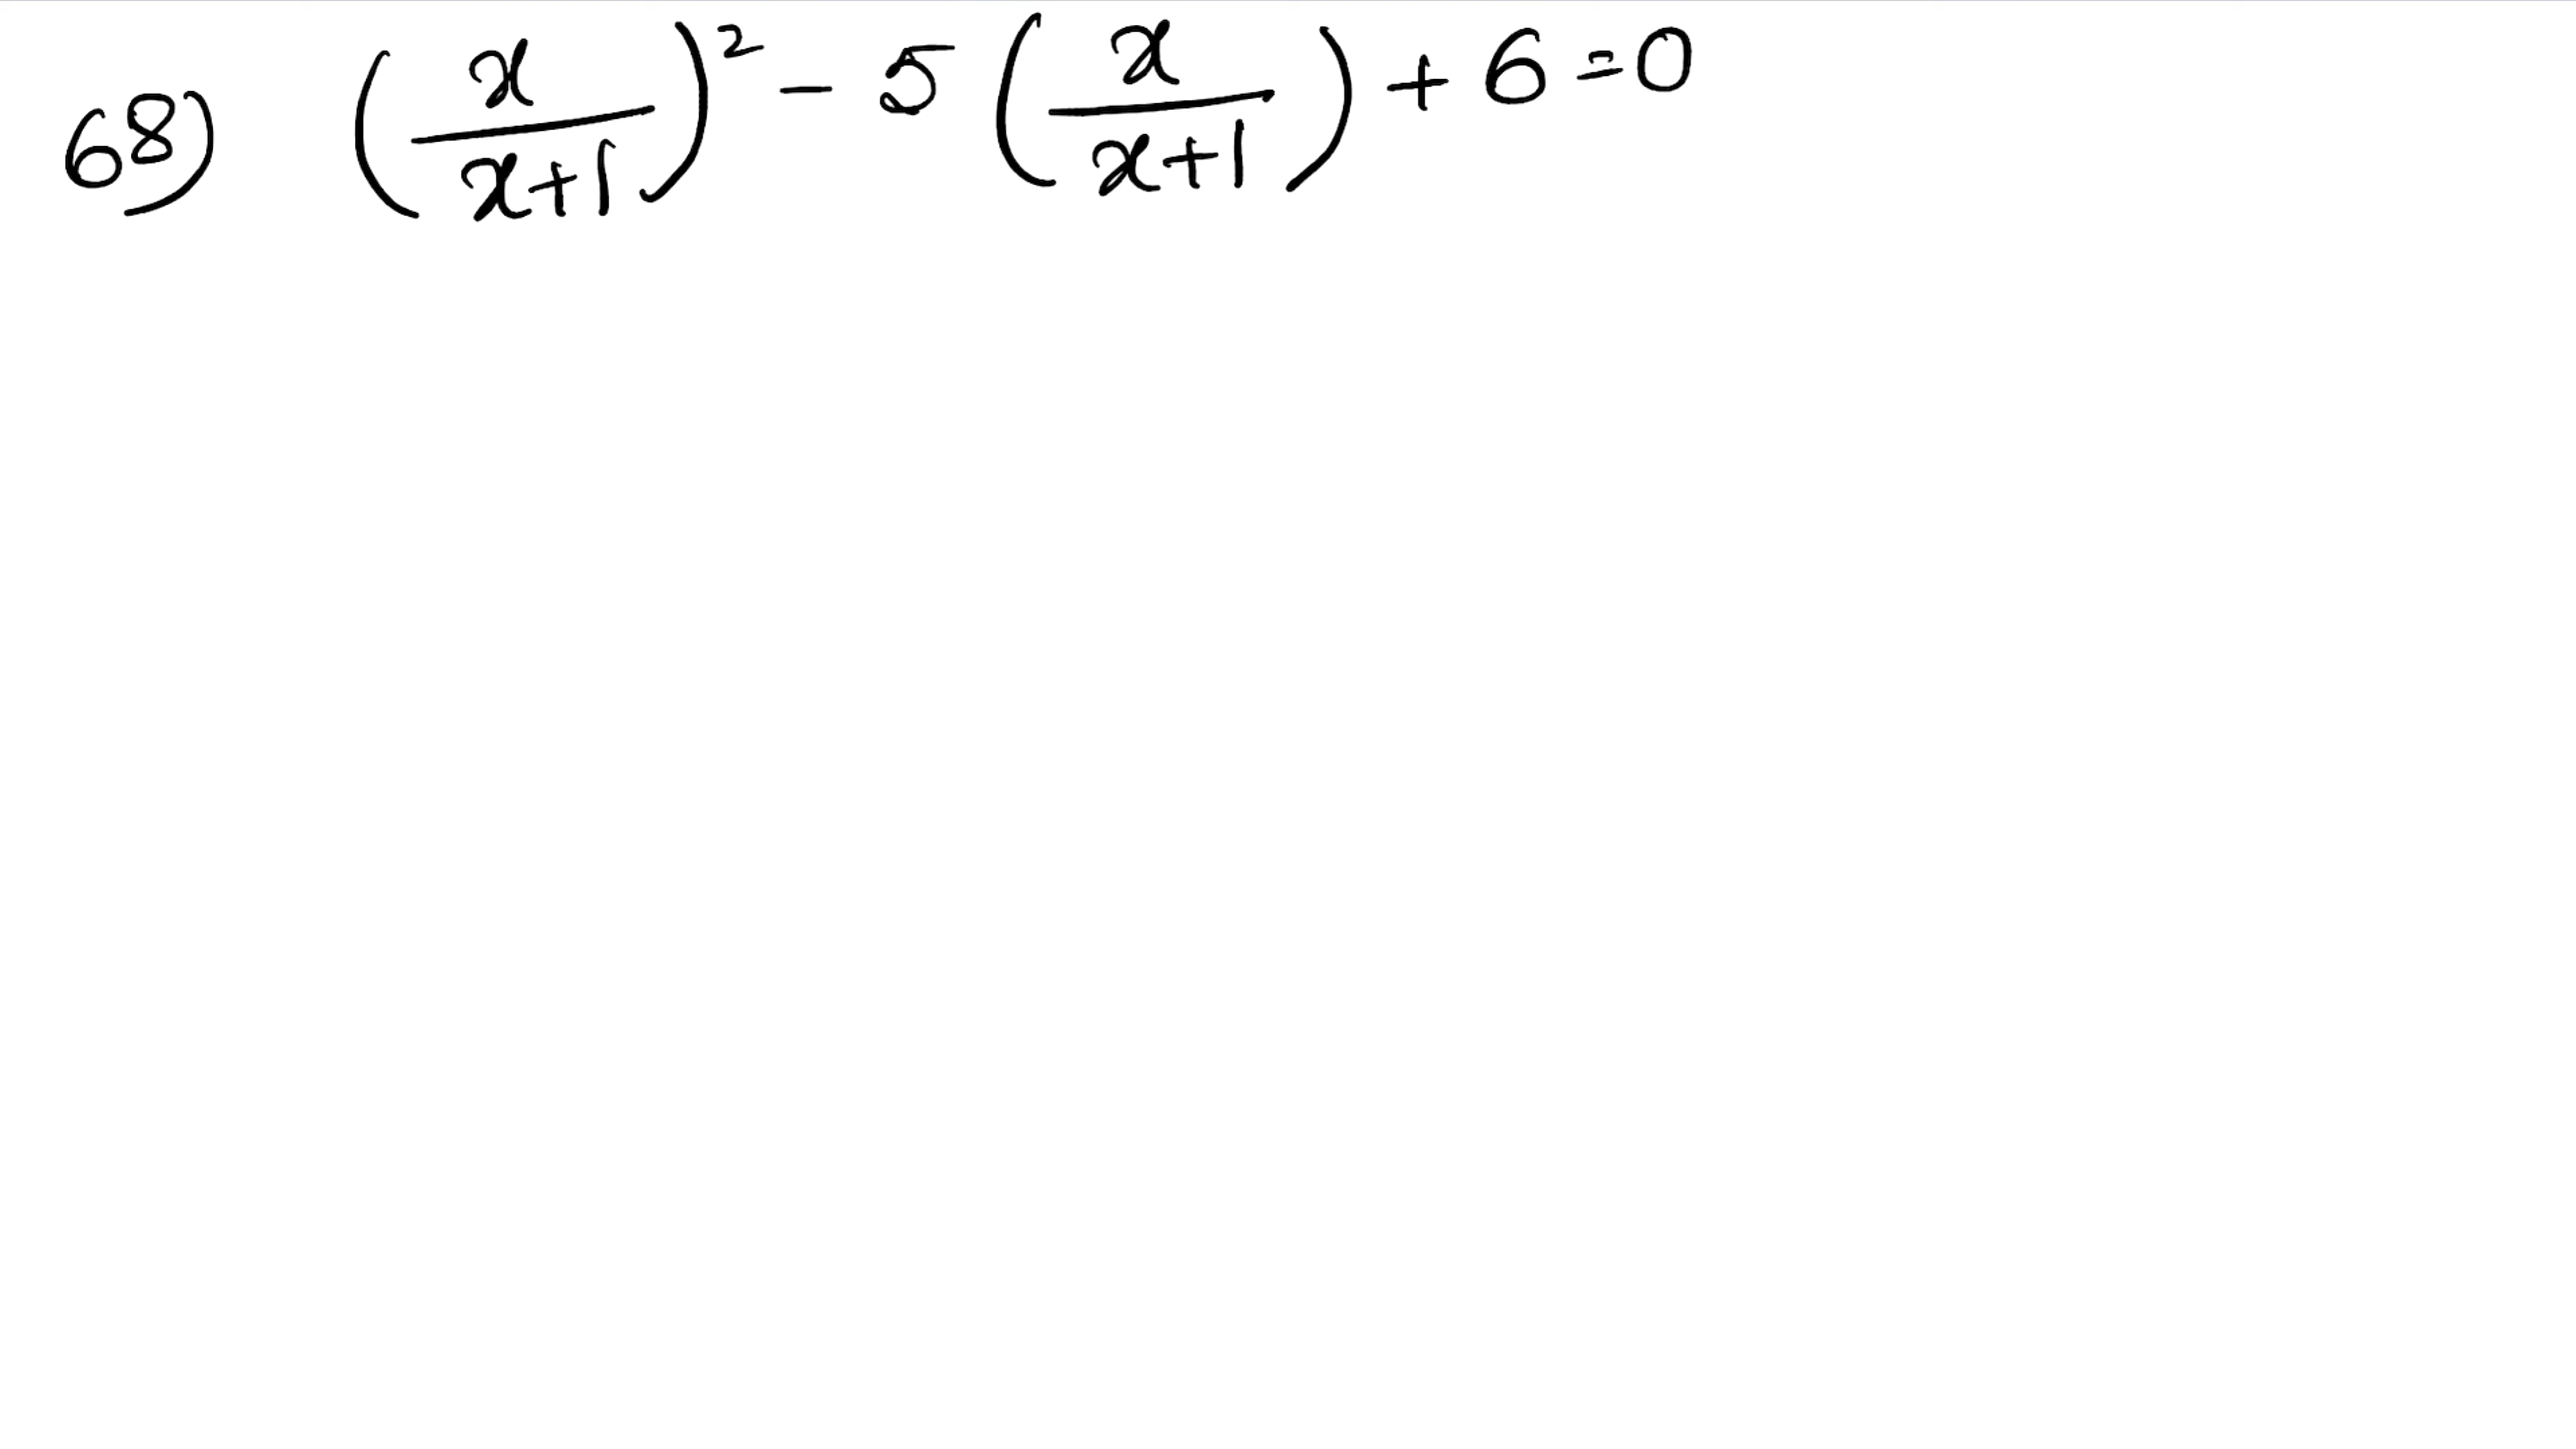 68) (x/(x+1))² - 5 (x/(x+1)) + 6 = 0